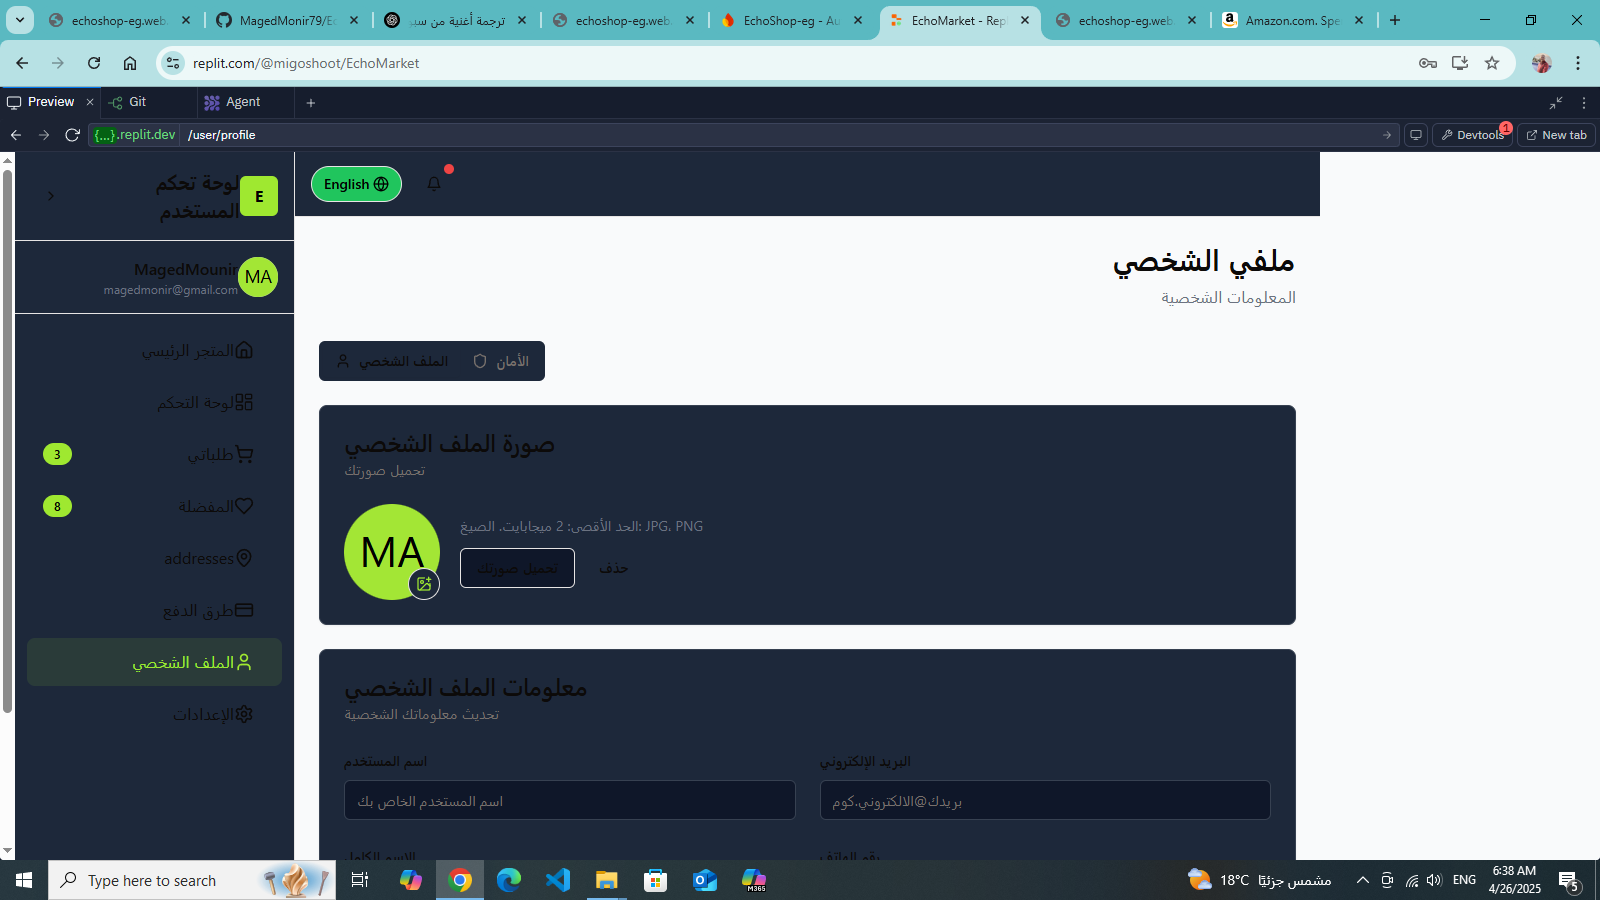 echoshop-eg.web.
MagedMonir79/Ec
ترجمة أغنية من سير
echoshop-eg.web.
EchoShop-eg - Au
EchoMarket - Repl
echoshop-eg.web
Amazon.com. Spe
replit.com/@migoshoot/EchoMarket
Preview
Git
Agent
{...}.replit.dev
/user/profile
Devtools
1
New tab
لوحة تحكم
المستخدم
E
English
MagedMounir
magedmonir@gmail.com
MA
المتجر الرئيسي
لوحة التحكم
طلباتي
3
المفضلة
8
addresses
طرق الدفع
الملف الشخصي
الإعدادات
ملفي الشخصي
المعلومات الشخصية
الملف الشخصي
الأمان
صورة الملف الشخصي
تحميل صورتك
MA
الحد الأقصى: 2 ميجابايت. الصيغ: JPG، PNG
تحميل صورتك
حذف
معلومات الملف الشخصي
تحديث معلوماتك الشخصية
اسم المستخدم
البريد الإلكتروني
اسم المستخدم الخاص بك
بريدك@الالكتروني.كوم
الاسم الكامل
رقم الهاتف
Type here to search
M365
18°C
مشمس جزئيًا
ENG
6:38 AM
4/26/2025
5